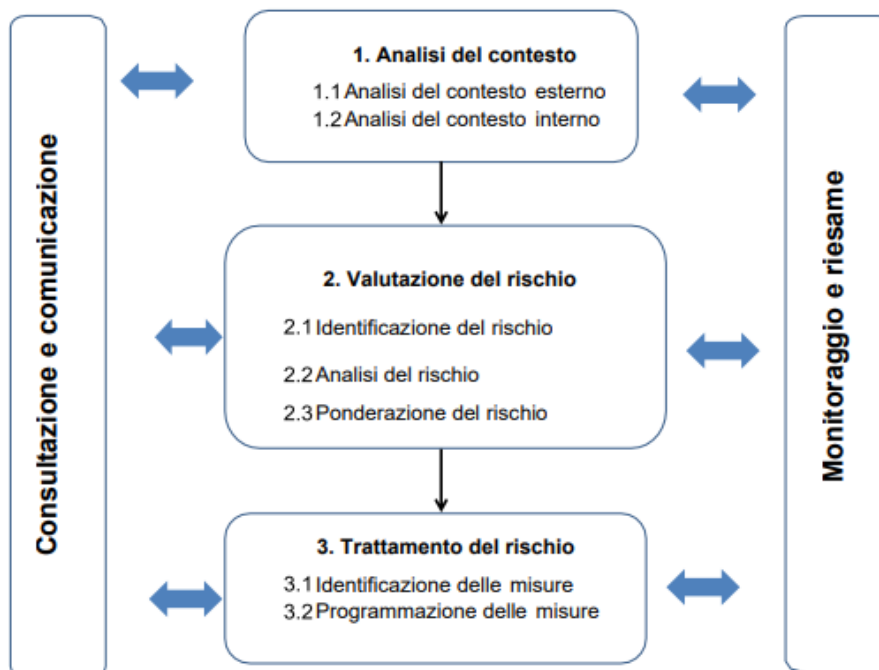 Consultazione e comunicazione
1. Analisi del contesto
1.1 Analisi del contesto esterno
1.2 Analisi del contesto interno
2. Valutazione del rischio
2.1 Identificazione del rischio
2.2 Analisi del rischio
2.3 Ponderazione del rischio
3. Trattamento del rischio
3.1 Identificazione delle misure
3.2 Programmazione delle misure
Monitoraggio e riesame